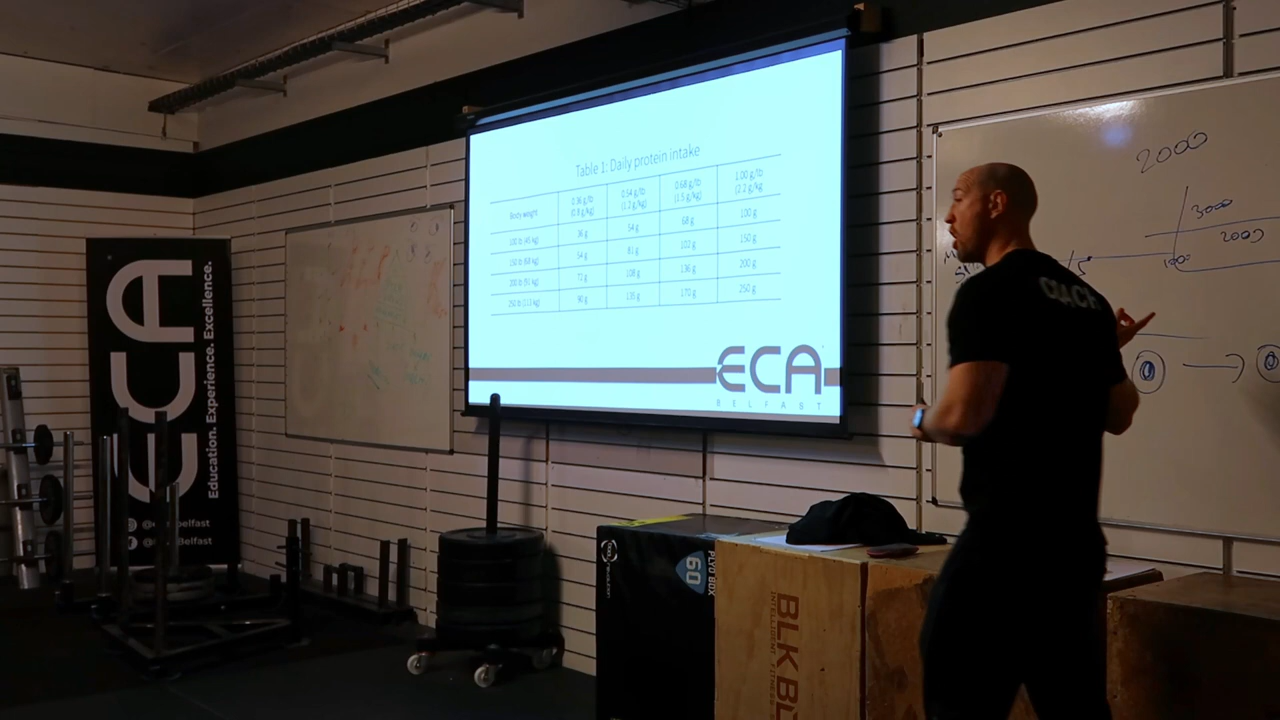 Table 1: Daily protein intake
Body weight 0.36 g/lb (0.8 g/kg) 0.54 g/lb (1.2 g/kg) 0.68 g/lb (1.5 g/kg) 1.00 g/lb (2.2 g/kg
100 lb (45 kg) 36 g 54 g 68 g 100 g
150 lb (68 kg) 54 g 81 g 102 g 150 g
200 lb (91 kg) 72 g 108 g 136 g 200 g
250 lb (113 kg) 90 g 135 g 170 g 250 g
ECA
BELFAST
ECA
Education. Experience. Excellence.
Belfast
2000
3000
2000
COACH
60
PLYO BOX
BLK B
INTELLIGENT FITNESS